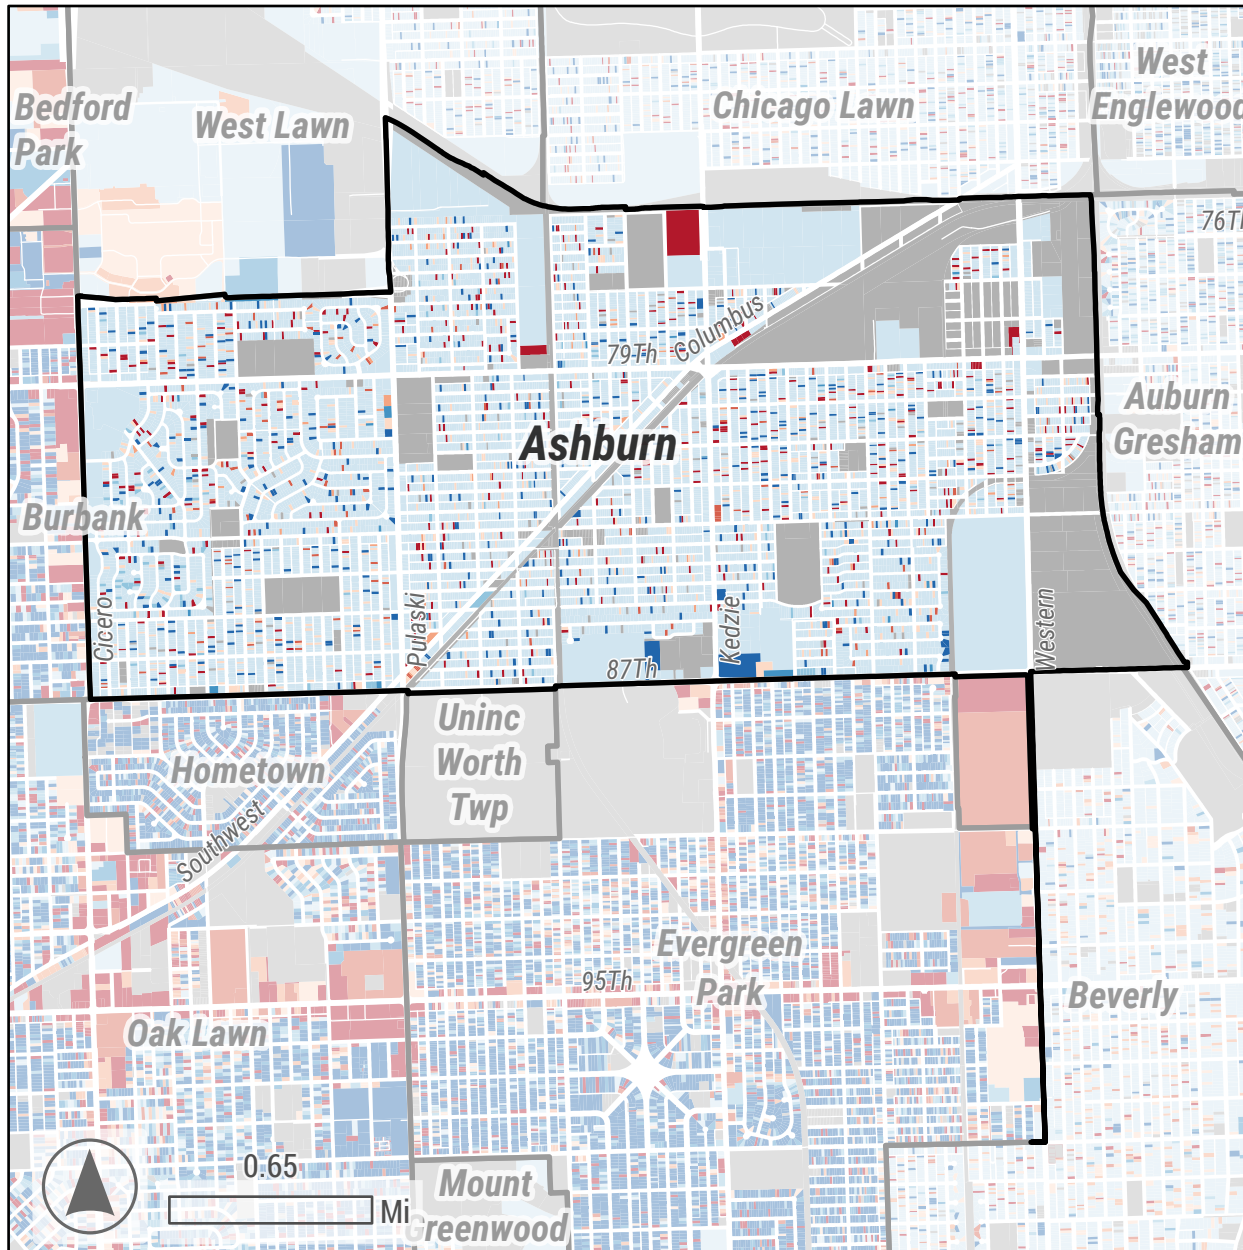 West
Englewood
Bedford
Park
West Lawn
Chicago Lawn
76Th
Columbus
79Th
Auburn
Gresham
Ashburn
Burbank
Cicero
Pulaski
Kedzie
Western
87Th
Uninc
Worth
Twp
Hometown
Southwest
Evergreen
Park
95Th
Beverly
Oak Lawn
0.65
Mi
Mount
Greenwood